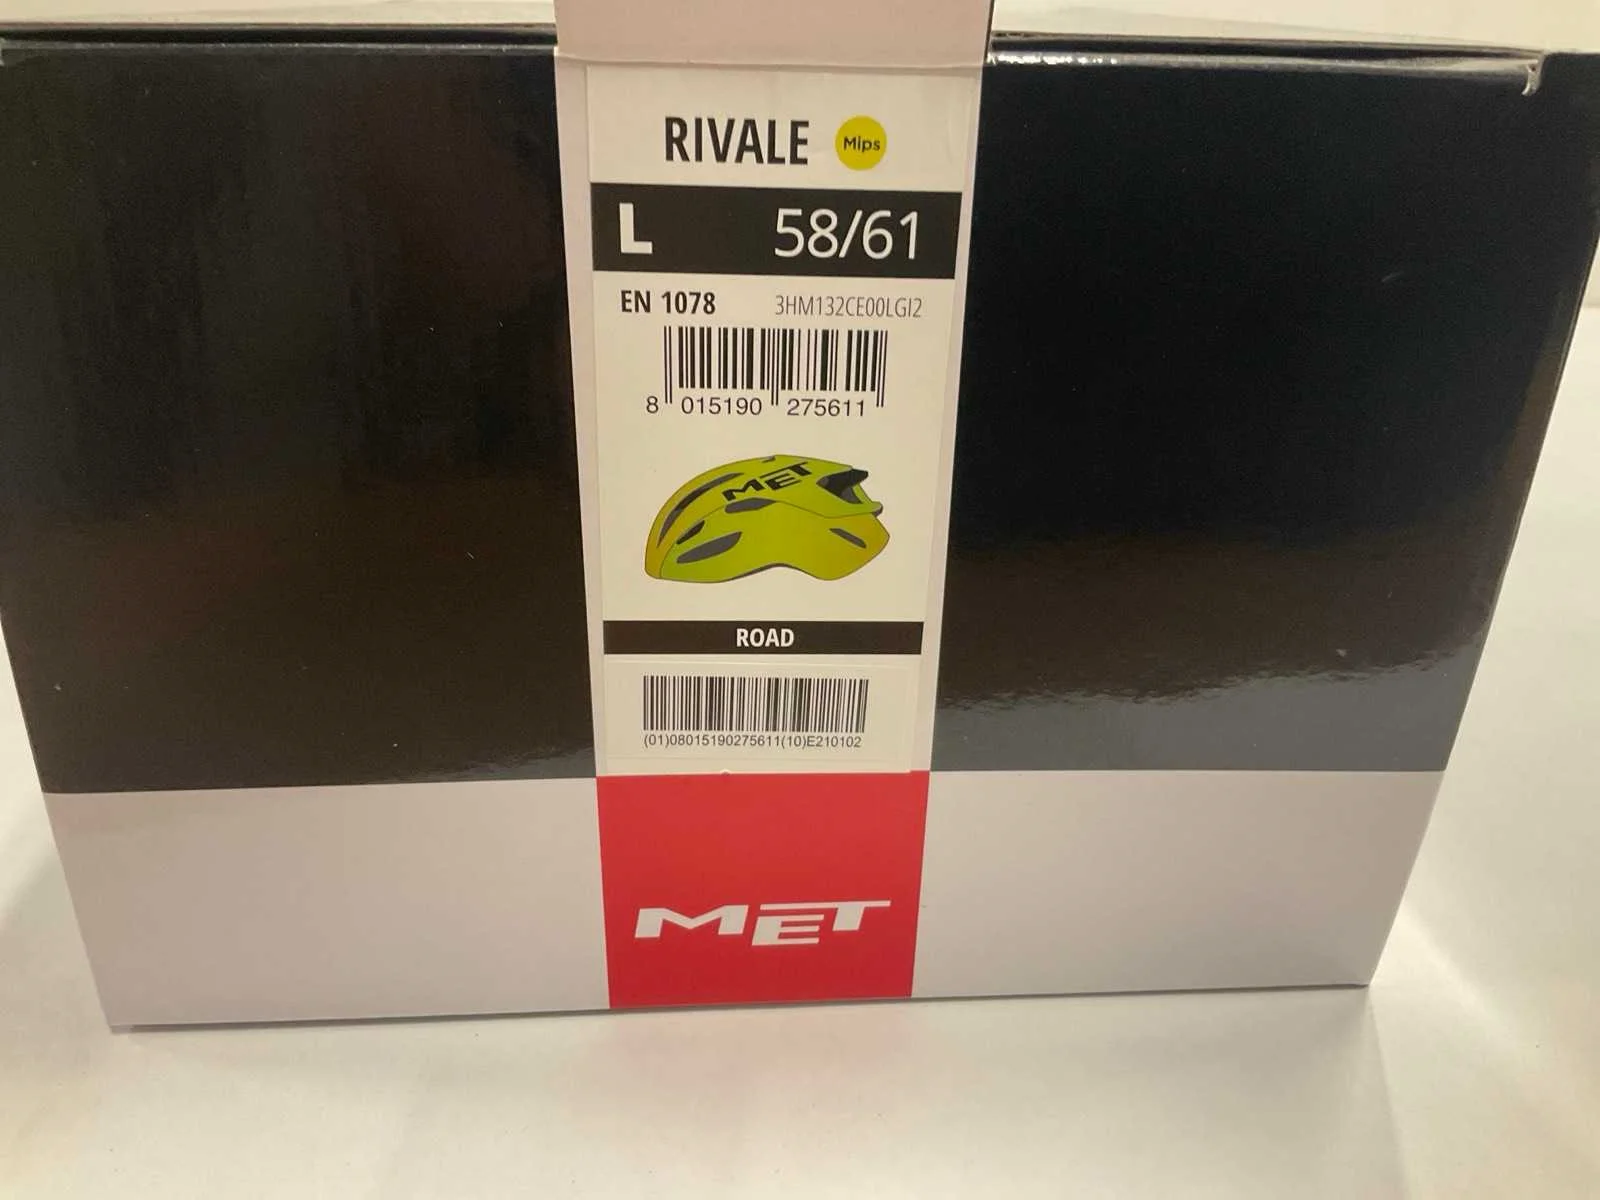 RIVALE Mips
L 58/61
EN 1078 3HM132CE00LGI2
8 015190 275611
MET
ROAD
(01)08015190275611(10)E210102
MET